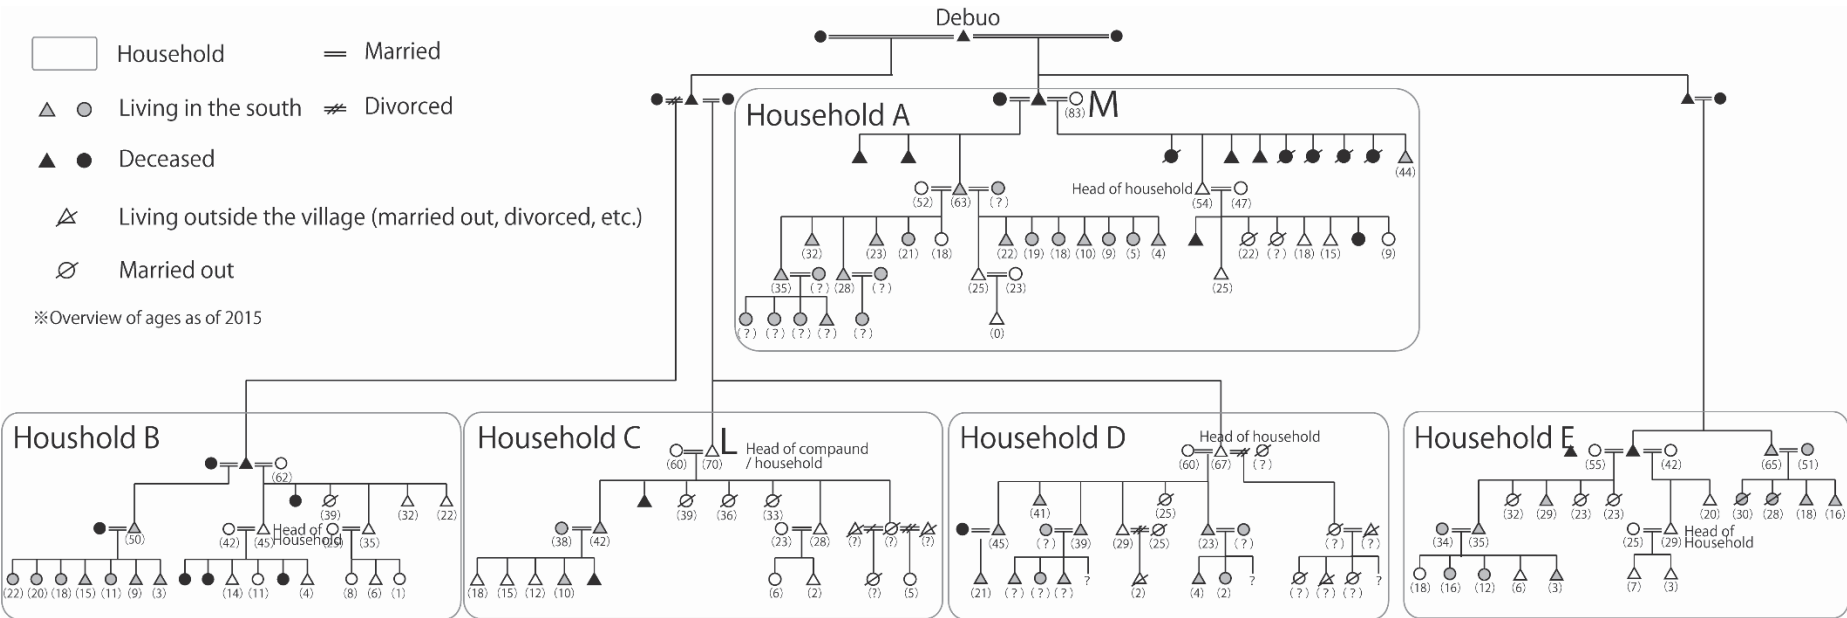 Debuo
Household
Married
Living in the south
Divorced
Deceased
Living outside the village (married out, divorced, etc.)
Married out
※Overview of ages as of 2015
Household A
(83) M
(44)
Head of household
(52) (63) (?) (54) (47)
(32) (23) (21) (18) (22) (19) (18) (10) (9) (5) (4) (22) (?) (18) (15) (9)
(35) (?) (28) (?) (25) (23) (25)
(?) (?) (?) (?) (?) (0)
Houshold B
(62)
(39) (32) (22)
(50) (42) (45) Head of
Household (35)
(22) (20) (18) (15) (11) (9) (3) (14) (11) (4) (8) (6) (1)
Household C
L
Head of compaund
/ household
(60) (70)
(39) (36) (33)
(38) (42) (23) (28) (?) (?) (?)
(18) (15) (12) (10) (6) (2) (?) (5)
Household D
Head of household
(60) (67) (?)
(41) (25)
(45) (?) (39) (29) (25) (23) (?) (?) (?)
(21) (?) (?) (?) ? (2) (4) (2) ? (?) (?) (?) ?
Household E
(55) (42) (65) (51)
(32) (29) (23) (23) (20) (30) (28) (18) (16)
(34) (35) (25) (29) Head of
Household
(18) (16) (12) (6) (3) (7) (3)